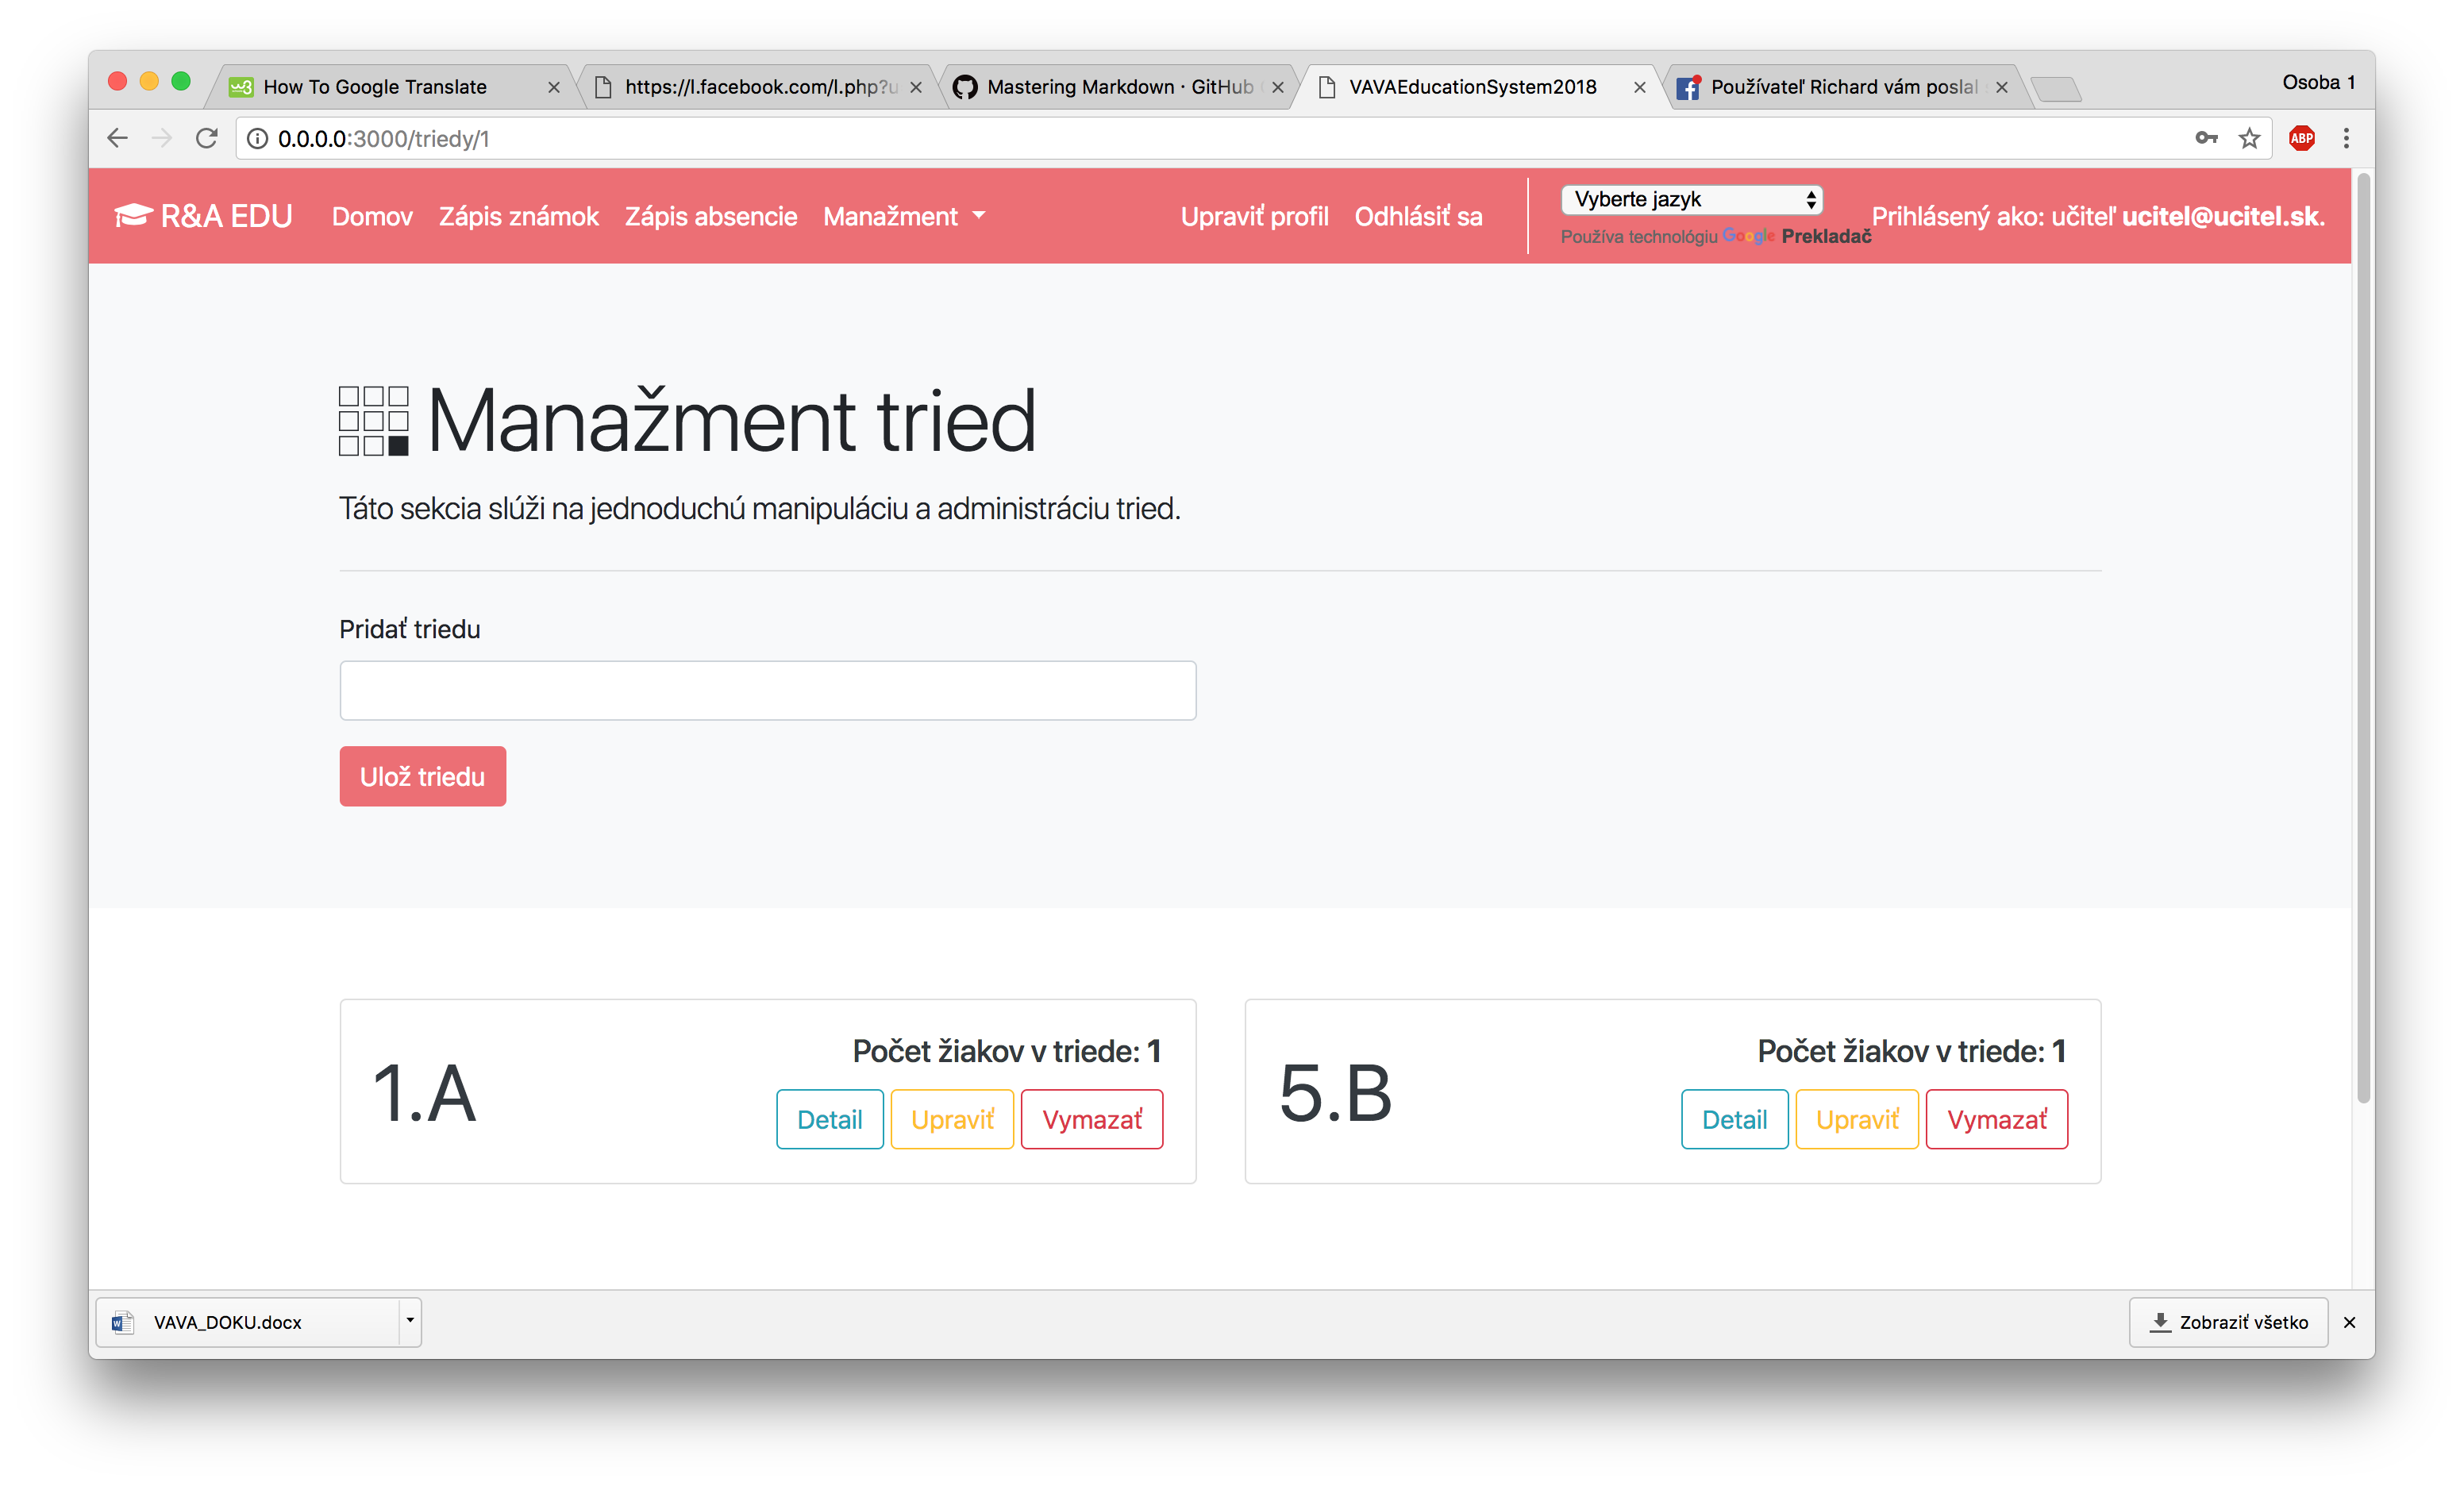 How To Google Translate
https://l.facebook.com/l.php?u
Mastering Markdown · GitHub
VAVAEducationSystem2018
Používateľ Richard vám poslal
Osoba 1
0.0.0.0:3000/triedy/1
ABP
R&A EDU
Domov
Zápis známok
Zápis absencie
Manažment
Upraviť profil
Odhlásiť sa
Vyberte jazyk
Používa technológiu Google Prekladač
Prihlásený ako: učiteľ ucitel@ucitel.sk.
Manažment tried
Táto sekcia slúži na jednoduchú manipuláciu a administráciu tried.
Pridať triedu
Ulož triedu
1.A
Počet žiakov v triede: 1
Detail
Upraviť
Vymazať
5.B
Počet žiakov v triede: 1
Detail
Upraviť
Vymazať
VAVA_DOKU.docx
Zobraziť všetko